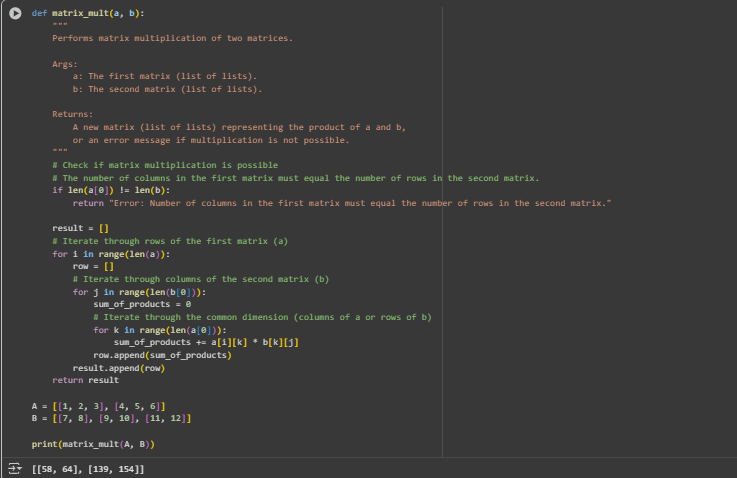 def matrix_mult(a, b):
    """
    Performs matrix multiplication of two matrices.

    Args:
        a: The first matrix (list of lists).
        b: The second matrix (list of lists).

    Returns:
        A new matrix (list of lists) representing the product of a and b,
        or an error message if multiplication is not possible.
    """
    # Check if matrix multiplication is possible
    # The number of columns in the first matrix must equal the number of rows in the second matrix.
    if len(a[0]) != len(b):
        return "Error: Number of columns in the first matrix must equal the number of rows in the second matrix."

    result = []
    # Iterate through rows of the first matrix (a)
    for i in range(len(a)):
        row = []
        # Iterate through columns of the second matrix (b)
        for j in range(len(b[0])):
            sum_of_products = 0
            # Iterate through the common dimension (columns of a or rows of b)
            for k in range(len(a[0])):
                sum_of_products += a[i][k] * b[k][j]
            row.append(sum_of_products)
        result.append(row)
    return result

A = [[1, 2, 3], [4, 5, 6]]
B = [[7, 8], [9, 10], [11, 12]]

print(matrix_mult(A, B))
[[58, 64], [139, 154]]